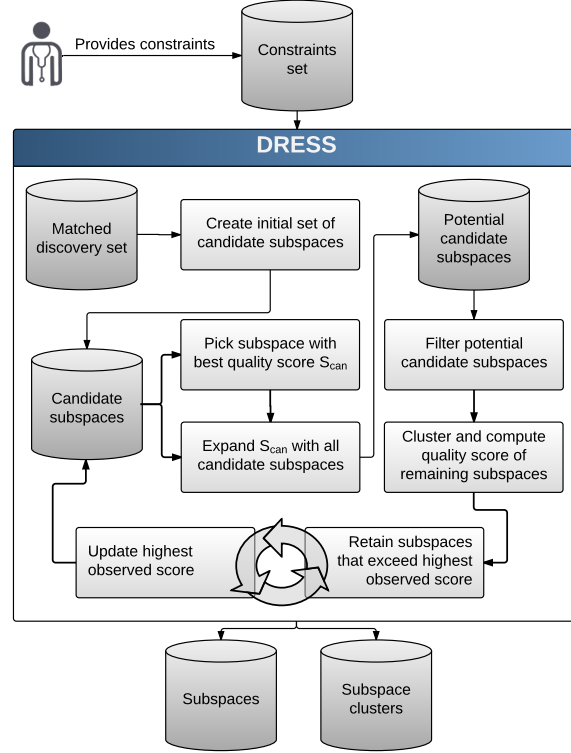 Provides constraints
Constraints
set
DRESS
Matched
discovery set
Create initial set of
candidate subspaces
Potential
candidate
subspaces
Candidate
subspaces
Pick subspace with
best quality score Scan
Filter potential
candidate subspaces
Expand Scan with all
candidate subspaces
Cluster and compute
quality score of
remaining subspaces
Update highest
observed score
Retain subspaces
that exceed highest
observed score
Subspaces
Subspace
clusters